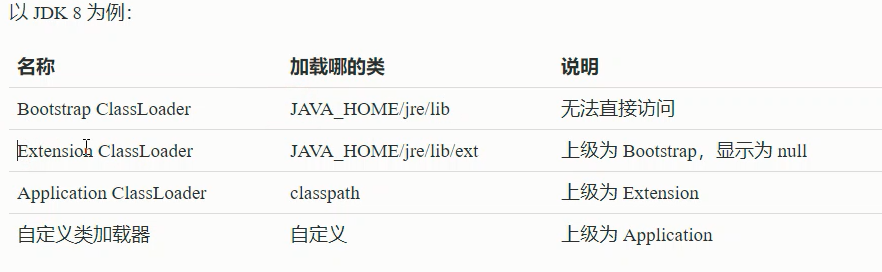 以 JDK 8 为例：
名称 加载哪的类 说明
Bootstrap ClassLoader JAVA_HOME/jre/lib 无法直接访问
Extension ClassLoader JAVA_HOME/jre/lib/ext 上级为 Bootstrap，显示为 null
Application ClassLoader classpath 上级为 Extension
自定义类加载器 自定义 上级为 Application